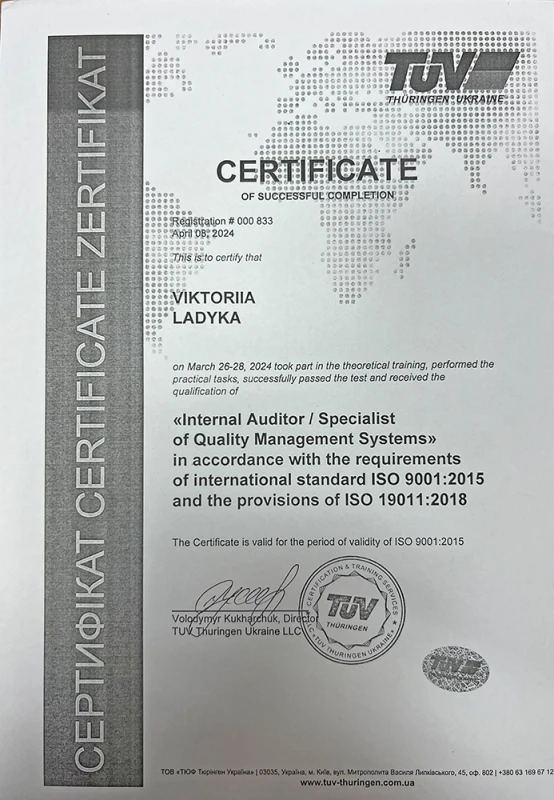 СЕРТИФІКАТ CERTIFICATE ZERTIFIKAT
TÜV
THÜRINGEN UKRAINE
CERTIFICATE
OF SUCCESSFUL COMPLETION
Registration # 000 833
April 08, 2024
This is to certify that
VIKTORIIA
LADYKA
on March 26-28, 2024 took part in the theoretical training, performed the
practical tasks, successfully passed the test and received the
qualification of
«Internal Auditor / Specialist
of Quality Management Systems»
in accordance with the requirements
of international standard ISO 9001:2015
and the provisions of ISO 19011:2018
The Certificate is valid for the period of validity of ISO 9001:2015
Volodymyr Kukharchuk, Director
TUV Thuringen Ukraine LLC
CERTIFICATION & TRAINING SERVICES
TÜV
THÜRINGEN
TUV THURINGEN UKRAINE
TÜV
ТОВ «ТЮФ Тюрінген Україна» | 03035, Україна, м. Київ, вул. Митрополита Василя Липківського, 45, оф. 802 | +380 63 169 67 12
www.tuv-thuringen.com.ua